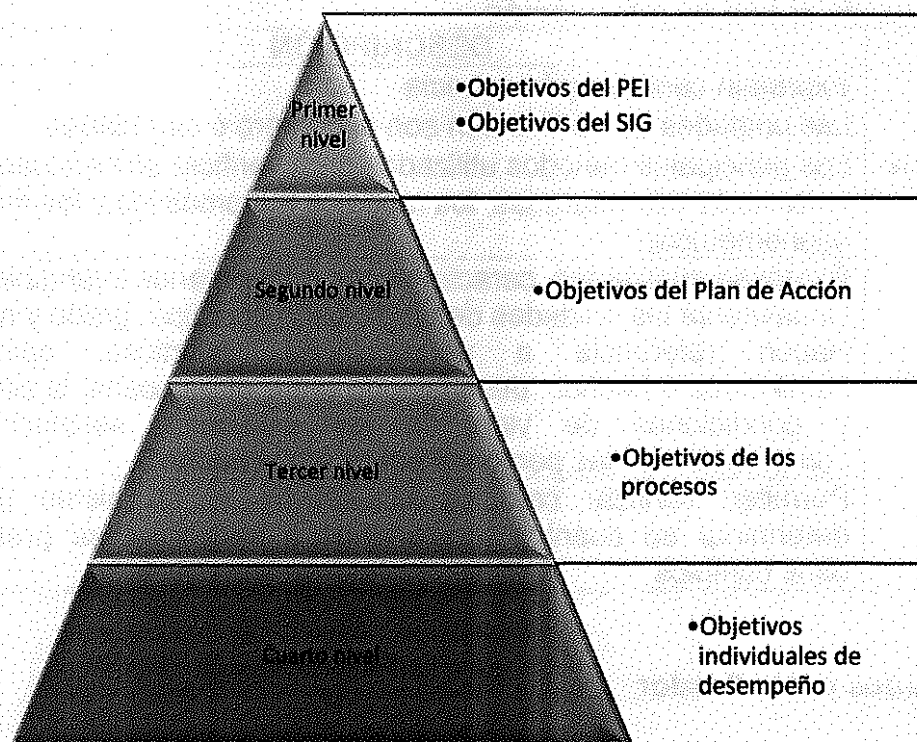 Primer
nivel
•Objetivos del PEI
•Objetivos del SIG
Segundo nivel
•Objetivos del Plan de Acción
Tercer nivel
•Objetivos de los
procesos
Cuarto nivel
•Objetivos
individuales de
desempeño